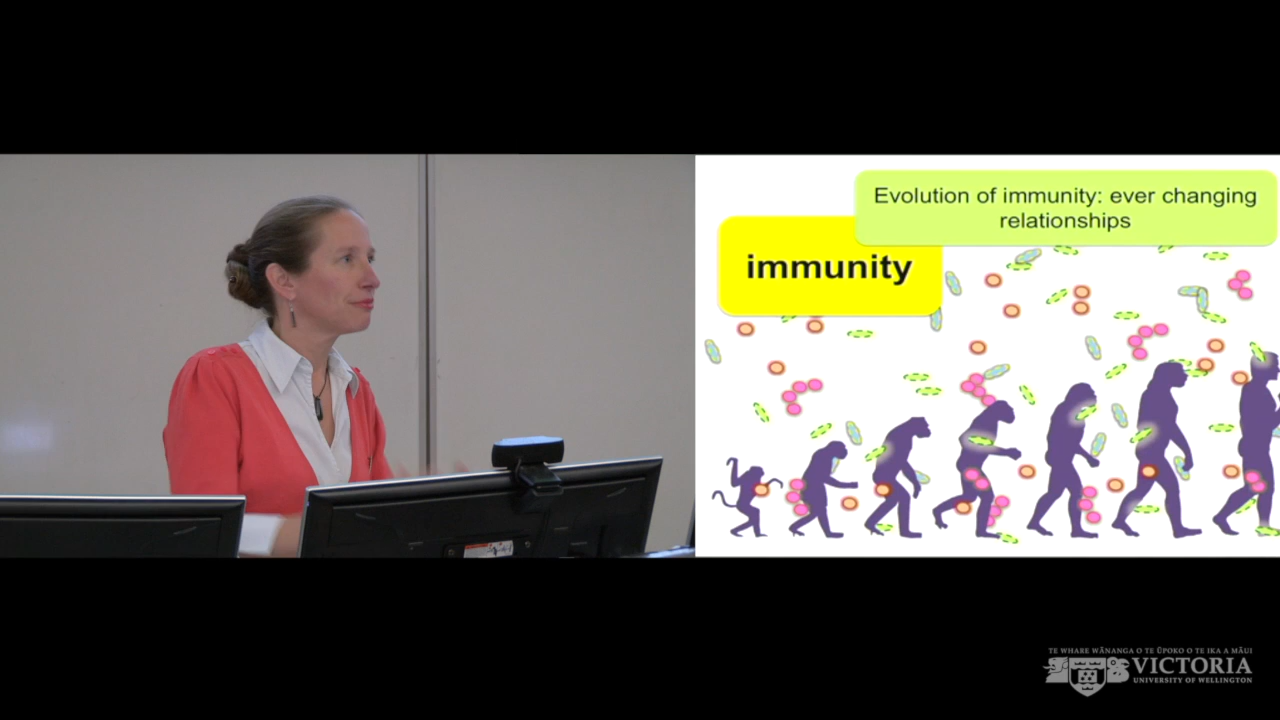 Evolution of immunity: ever changing
relationships
immunity
TE WHARE WĀNANGA O TE ŪPOKO O TE IKA A MĀUI
VICTORIA
UNIVERSITY OF WELLINGTON